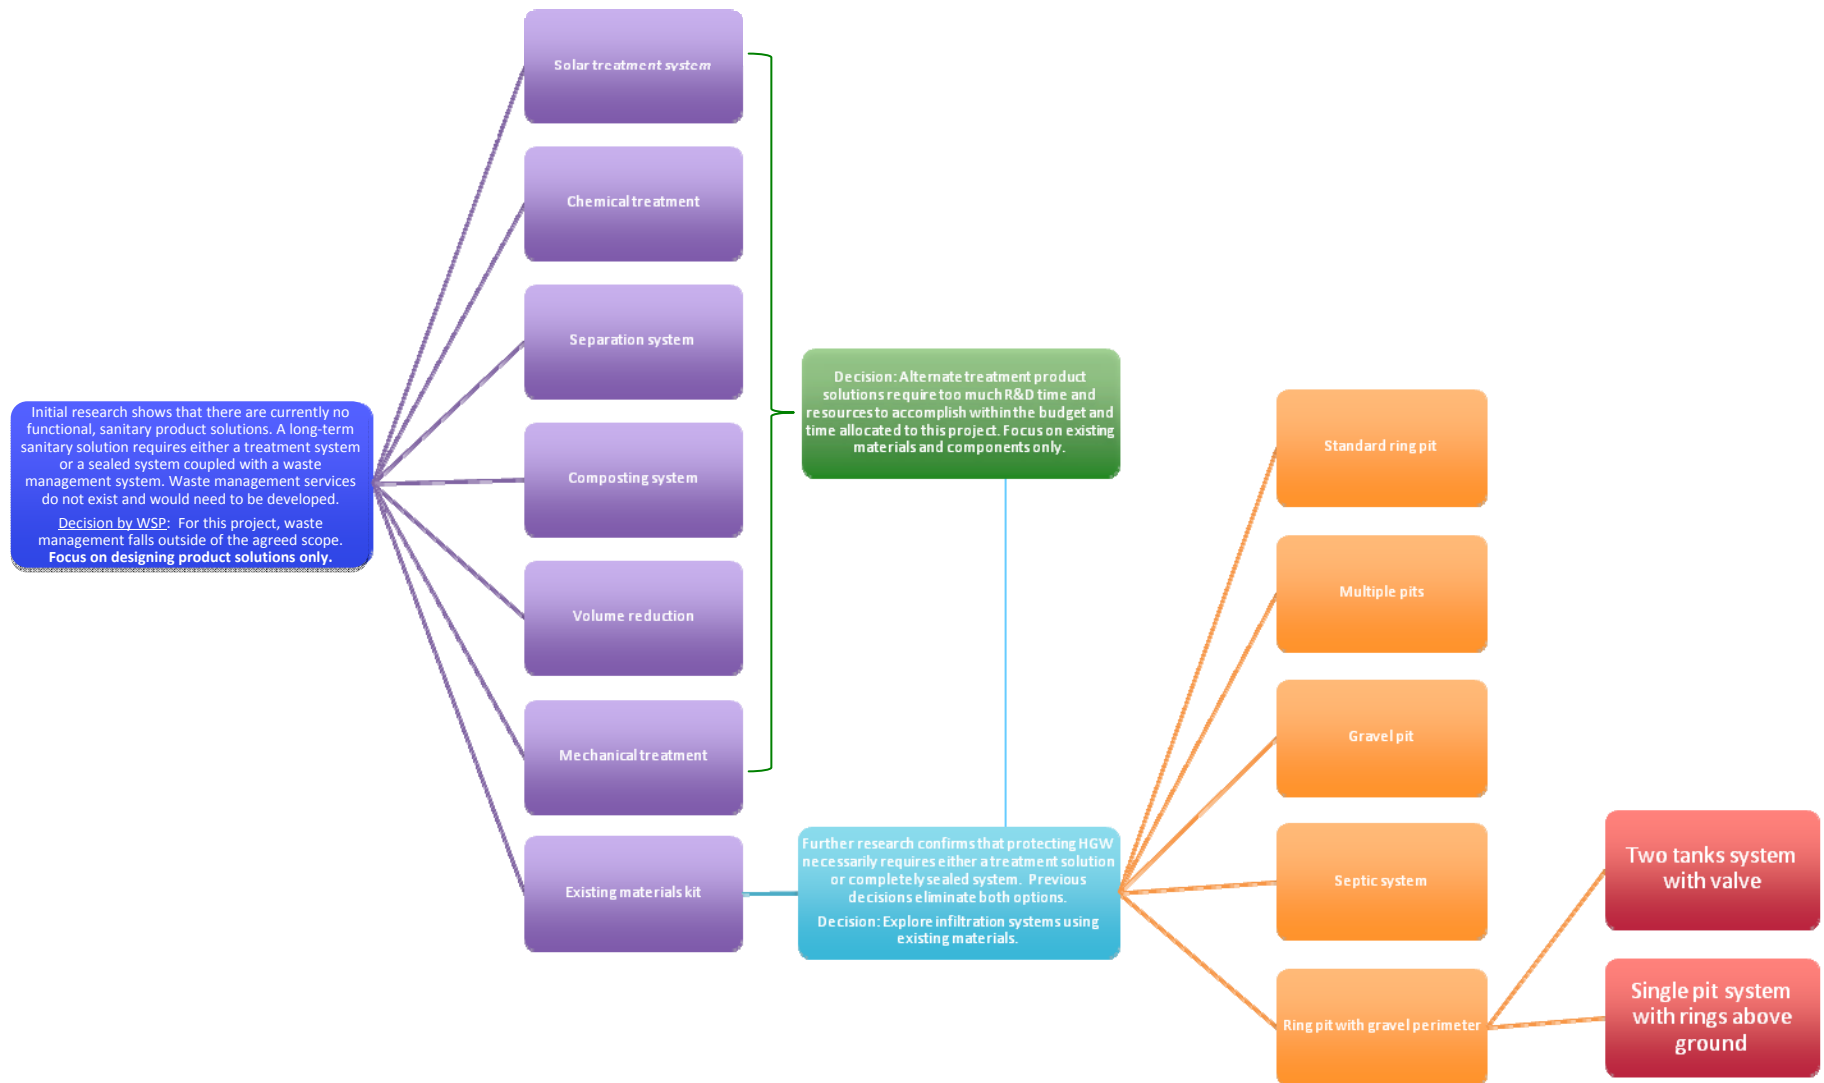 Initial research shows that there are currently no
functional, sanitary product solutions. A long-term
sanitary solution requires either a treatment system
or a sealed system coupled with a waste
management system. Waste management services
do not exist and would need to be developed.
Decision by WSP:  For this project, waste
management falls outside of the agreed scope.
Focus on designing product solutions only.
Solar treatment system
Chemical treatment
Separation system
Composting system
Volume reduction
Mechanical treatment
Existing materials kit
Decision: Alternate treatment product
solutions require too much R&D time and
resources to accomplish within the budget and
time allocated to this project. Focus on existing
materials and components only.
Further research confirms that protecting HGW
necessarily requires either a treatment solution
or completely sealed system.  Previous
decisions eliminate both options.
Decision: Explore infiltration systems using
existing materials.
Standard ring pit
Multiple pits
Gravel pit
Septic system
Ring pit with gravel perimeter
Two tanks system
with valve
Single pit system
with rings above
ground